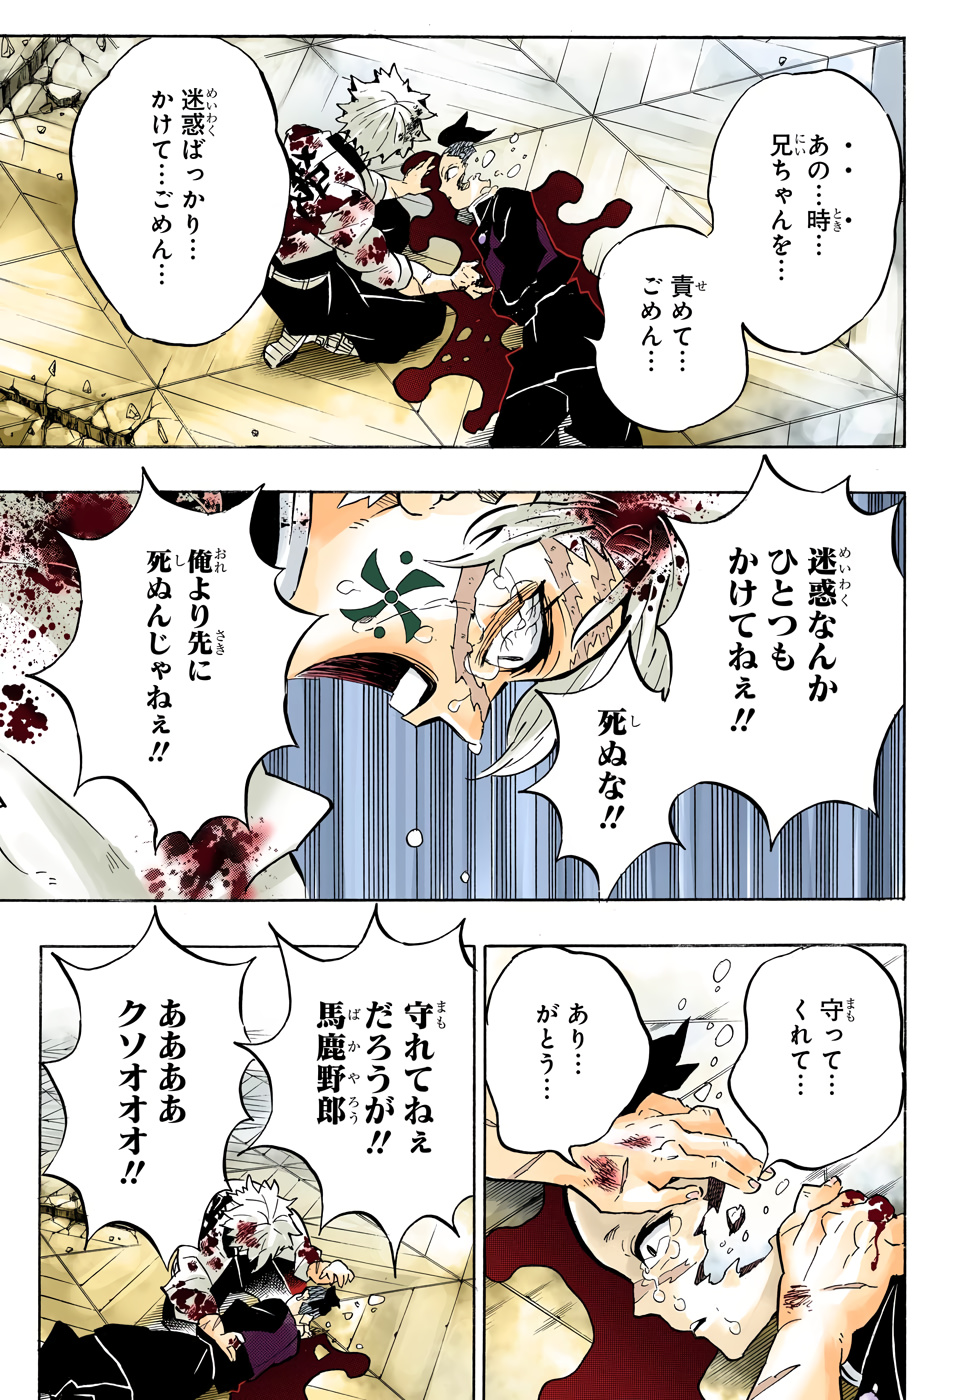 あの…時…
兄ちゃんを…
責めて…
ごめん…
迷惑ばっかり…
かけて…ごめん…
迷惑なんか
ひとつも
かけてねぇ!!
死ぬな!!
俺より先に
死ぬんじゃねぇ!!
守って…
くれて…
あり…
がとう…
守れてねぇ
だろうが!!
馬鹿野郎
ああああ
クソオオオ!!